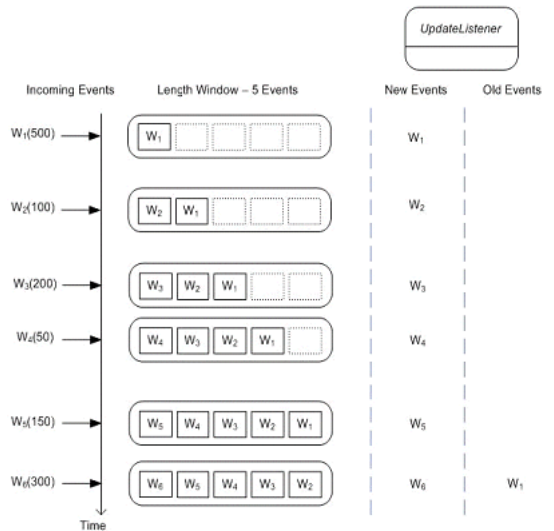 UpdateListener
Incoming Events Length Window – 5 Events New Events Old Events
W₁(500) W₁ W₁
W₂(100) W₂ W₁ W₂
W₃(200) W₃ W₂ W₁ W₃
W₄(50) W₄ W₃ W₂ W₁ W₄
W₅(150) W₅ W₄ W₃ W₂ W₁ W₅
W₆(300) W₆ W₅ W₄ W₃ W₂ W₆ W₁
Time